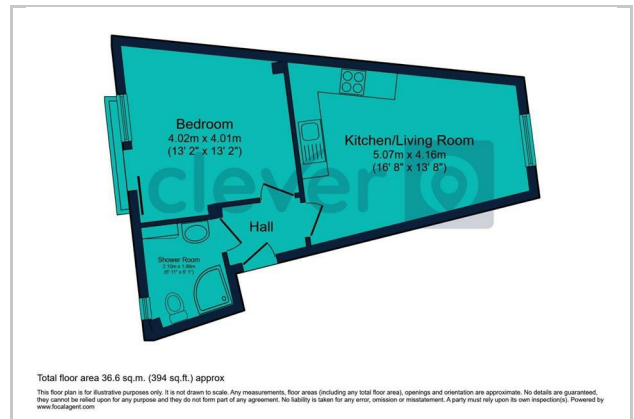 Bedroom
4.02m x 4.01m
(13' 2" x 13' 2")
Kitchen/Living Room
5.07m x 4.16m
(16' 8" x 13' 8")
clever
Hall
Shower Room
2.10m x 1.86m
(6' 11" x 6' 1")
Total floor area 36.6 sq.m. (394 sq.ft.) approx
This floor plan is for illustrative purposes only. It is not drawn to scale. Any measurements, floor areas (including any total floor area), openings and orientation are approximate. No details are guaranteed,
they cannot be relied upon for any purpose and they do not form part of any agreement. No liability is taken for any error, omission or misstatement. A party must rely upon its own inspection(s). Powered by
www.focalagent.com